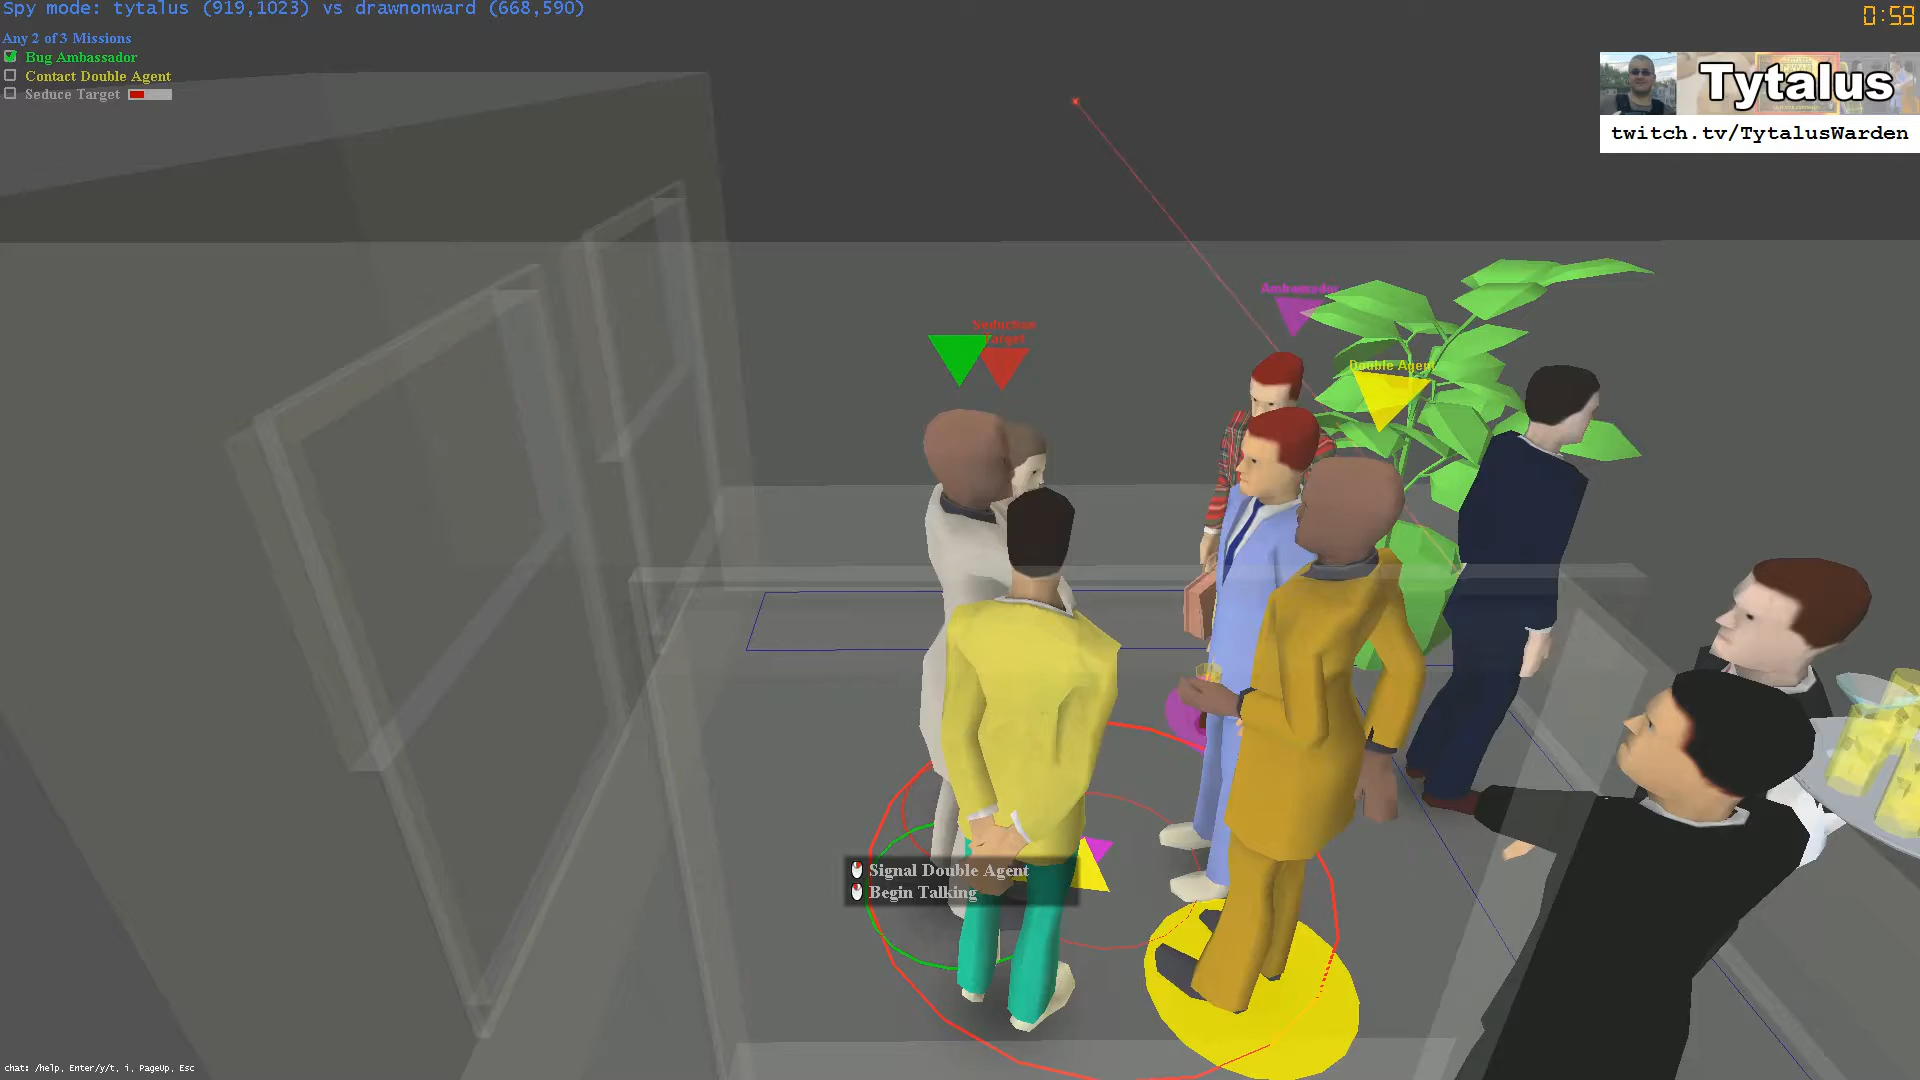 Spy mode: tytalus (919,1023) vs drawnonward (668,590)
0:59
Any 2 of 3 Missions
Bug Ambassador
Contact Double Agent
Seduce Target
Tytalus
twitch.tv/TytalusWarden
Ambassador
Seduction
Target
Double Agent
Signal Double Agent
Begin Talking
chat: /help, Enter/y/t, i, PageUp, Esc